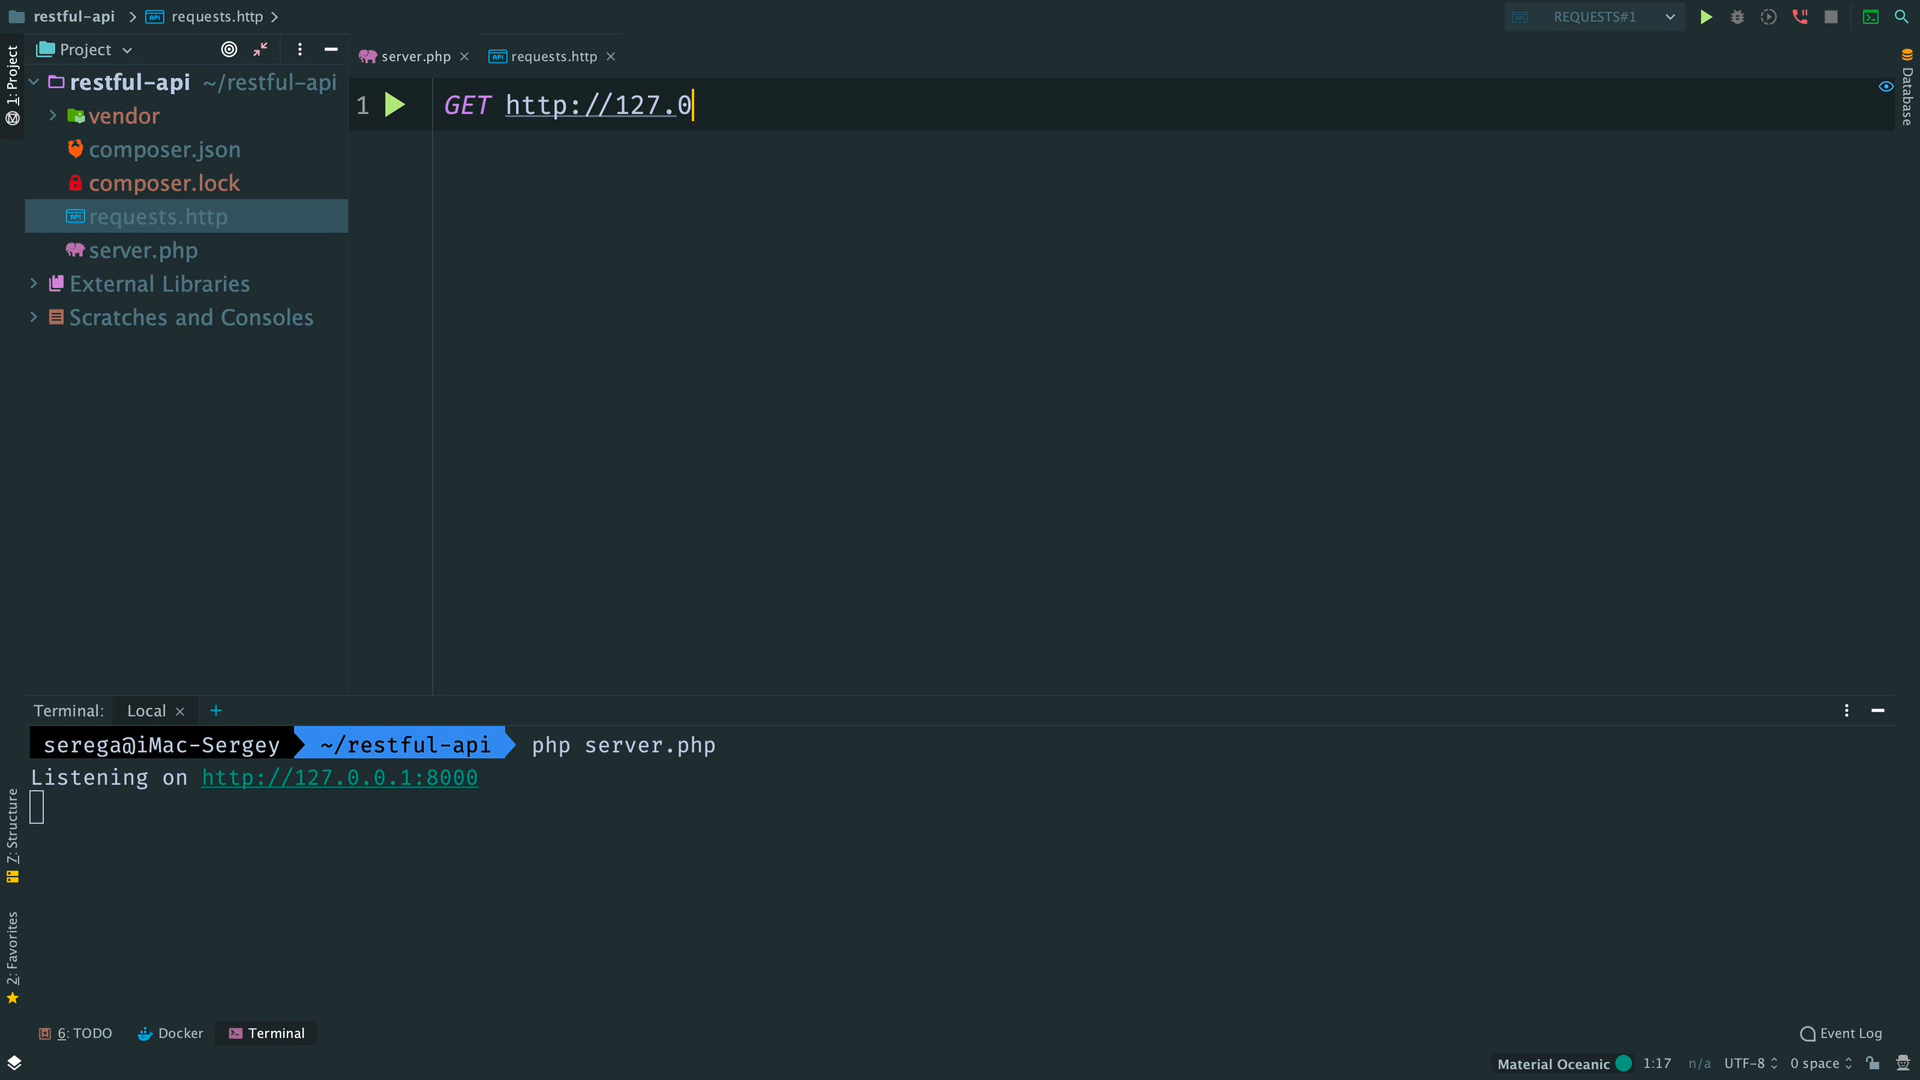 restful-api
requests.http
REQUESTS#1
1: Project
Project
server.php
requests.http
Database
restful-api ~/restful-api
vendor
composer.json
composer.lock
requests.http
server.php
External Libraries
Scratches and Consoles
1
GET http://127.0
Terminal:
Local
serega@iMac-Sergey ~/restful-api php server.php
Listening on http://127.0.0.1:8000
7: Structure
2: Favorites
6: TODO
Docker
Terminal
Event Log
Material Oceanic
1:17
n/a
UTF-8
0 space